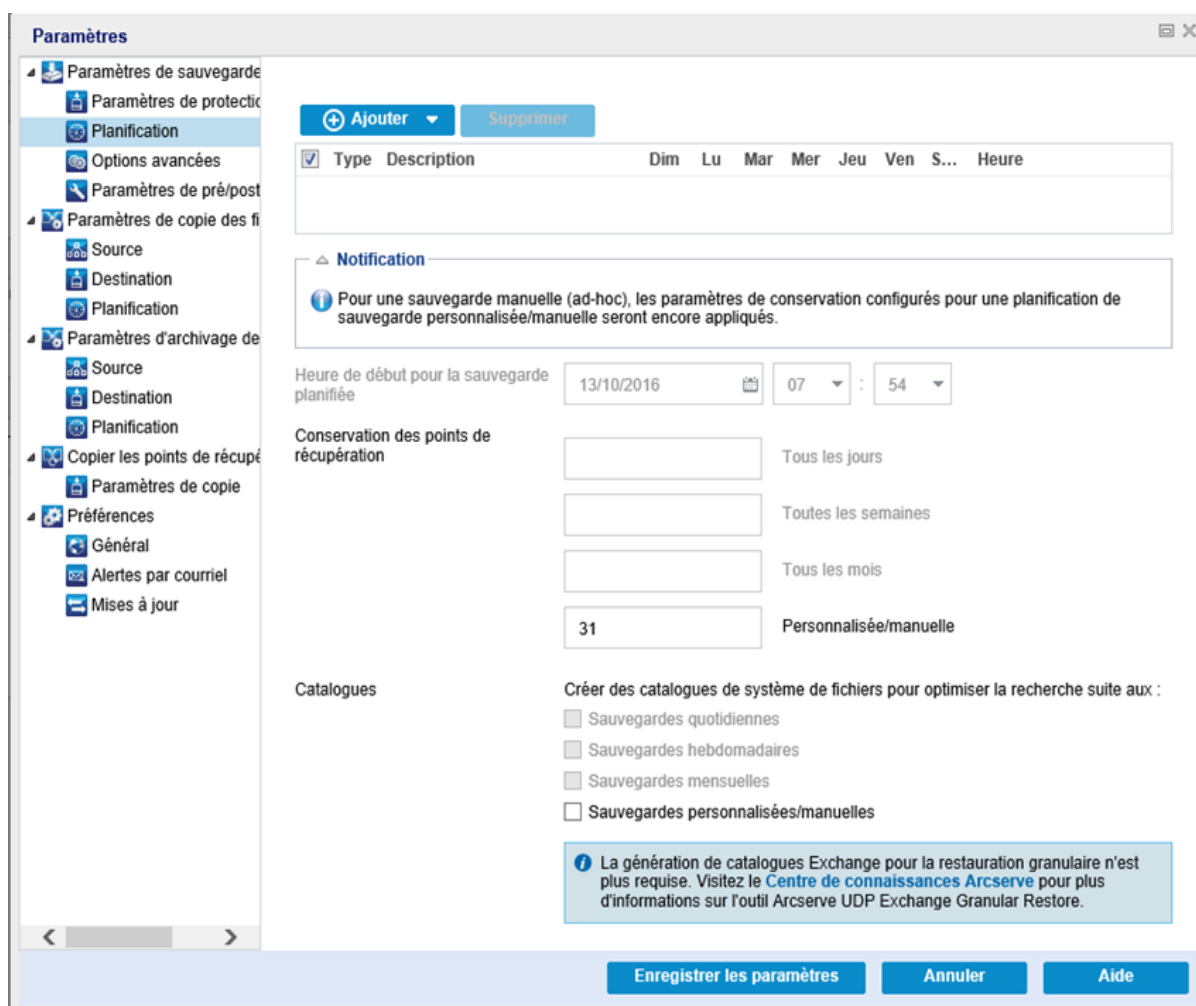 Paramètres
Paramètres de sauvegarde
Paramètres de protectic
Planification
Options avancées
Paramètres de pré/post
Paramètres de copie des fi
Source
Destination
Planification
Paramètres d'archivage de
Source
Destination
Planification
Copier les points de récupé
Paramètres de copie
Préférences
Général
Alertes par courriel
Mises à jour
Ajouter Supprimer
Type Description Dim Lu Mar Mer Jeu Ven S... Heure
Notification
Pour une sauvegarde manuelle (ad-hoc), les paramètres de conservation configurés pour une planification de
sauvegarde personnalisée/manuelle seront encore appliqués.
Heure de début pour la sauvegarde
planifiée
13/10/2016 07 : 54
Conservation des points de
récupération
Tous les jours
Toutes les semaines
Tous les mois
31 Personnalisée/manuelle
Catalogues
Créer des catalogues de système de fichiers pour optimiser la recherche suite aux :
Sauvegardes quotidiennes
Sauvegardes hebdomadaires
Sauvegardes mensuelles
Sauvegardes personnalisées/manuelles
La génération de catalogues Exchange pour la restauration granulaire n'est
plus requise. Visitez le Centre de connaissances Arcserve pour plus
d'informations sur l'outil Arcserve UDP Exchange Granular Restore.
Enregistrer les paramètres Annuler Aide